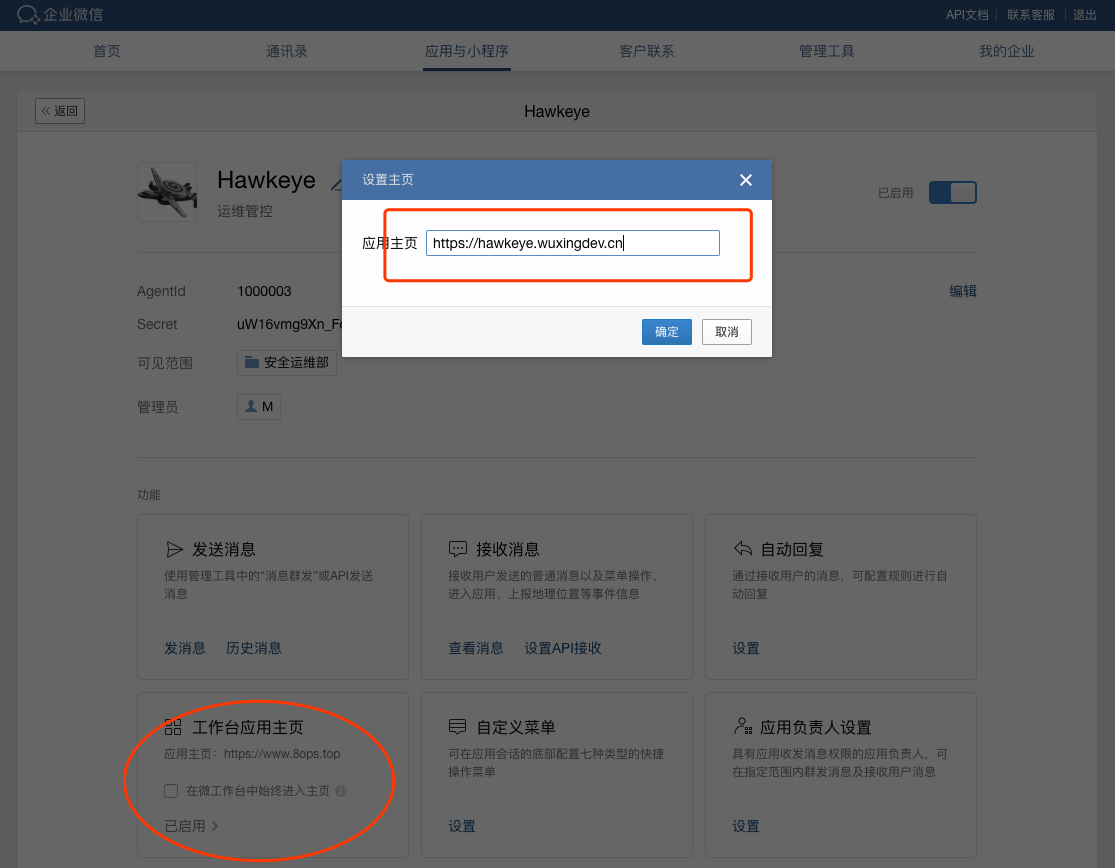 企业微信
API文档 | 联系客服 | 退出
首页 通讯录 应用与小程序 客户联系 管理工具 我的企业
« 返回
Hawkeye
设置主页
Hawkeye
运维管控
已启用
应用主页 https://hawkeye.wuxingdev.cn
AgentId 1000003
编辑
Secret uW16vmg9Xn_
确定 取消
可见范围 安全运维部
管理员 M
功能
发送消息
使用管理工具中的“消息群发”或API发送
消息
发消息 历史消息
接收消息
接收用户发送的普通消息以及菜单操作、
进入应用、上报地理位置等事件信息
查看消息 设置API接收
自动回复
通过接收用户的消息，可配置规则进行自
动回复
设置
工作台应用主页
应用主页：https://www.8ops.top
在微工作台中始终进入主页
已启用 >
自定义菜单
可在应用会话的底部配置七种类型的快捷
操作菜单
设置
应用负责人设置
具有应用收发消息权限的应用负责人，可
在指定范围内群发消息及接收用户消息
设置